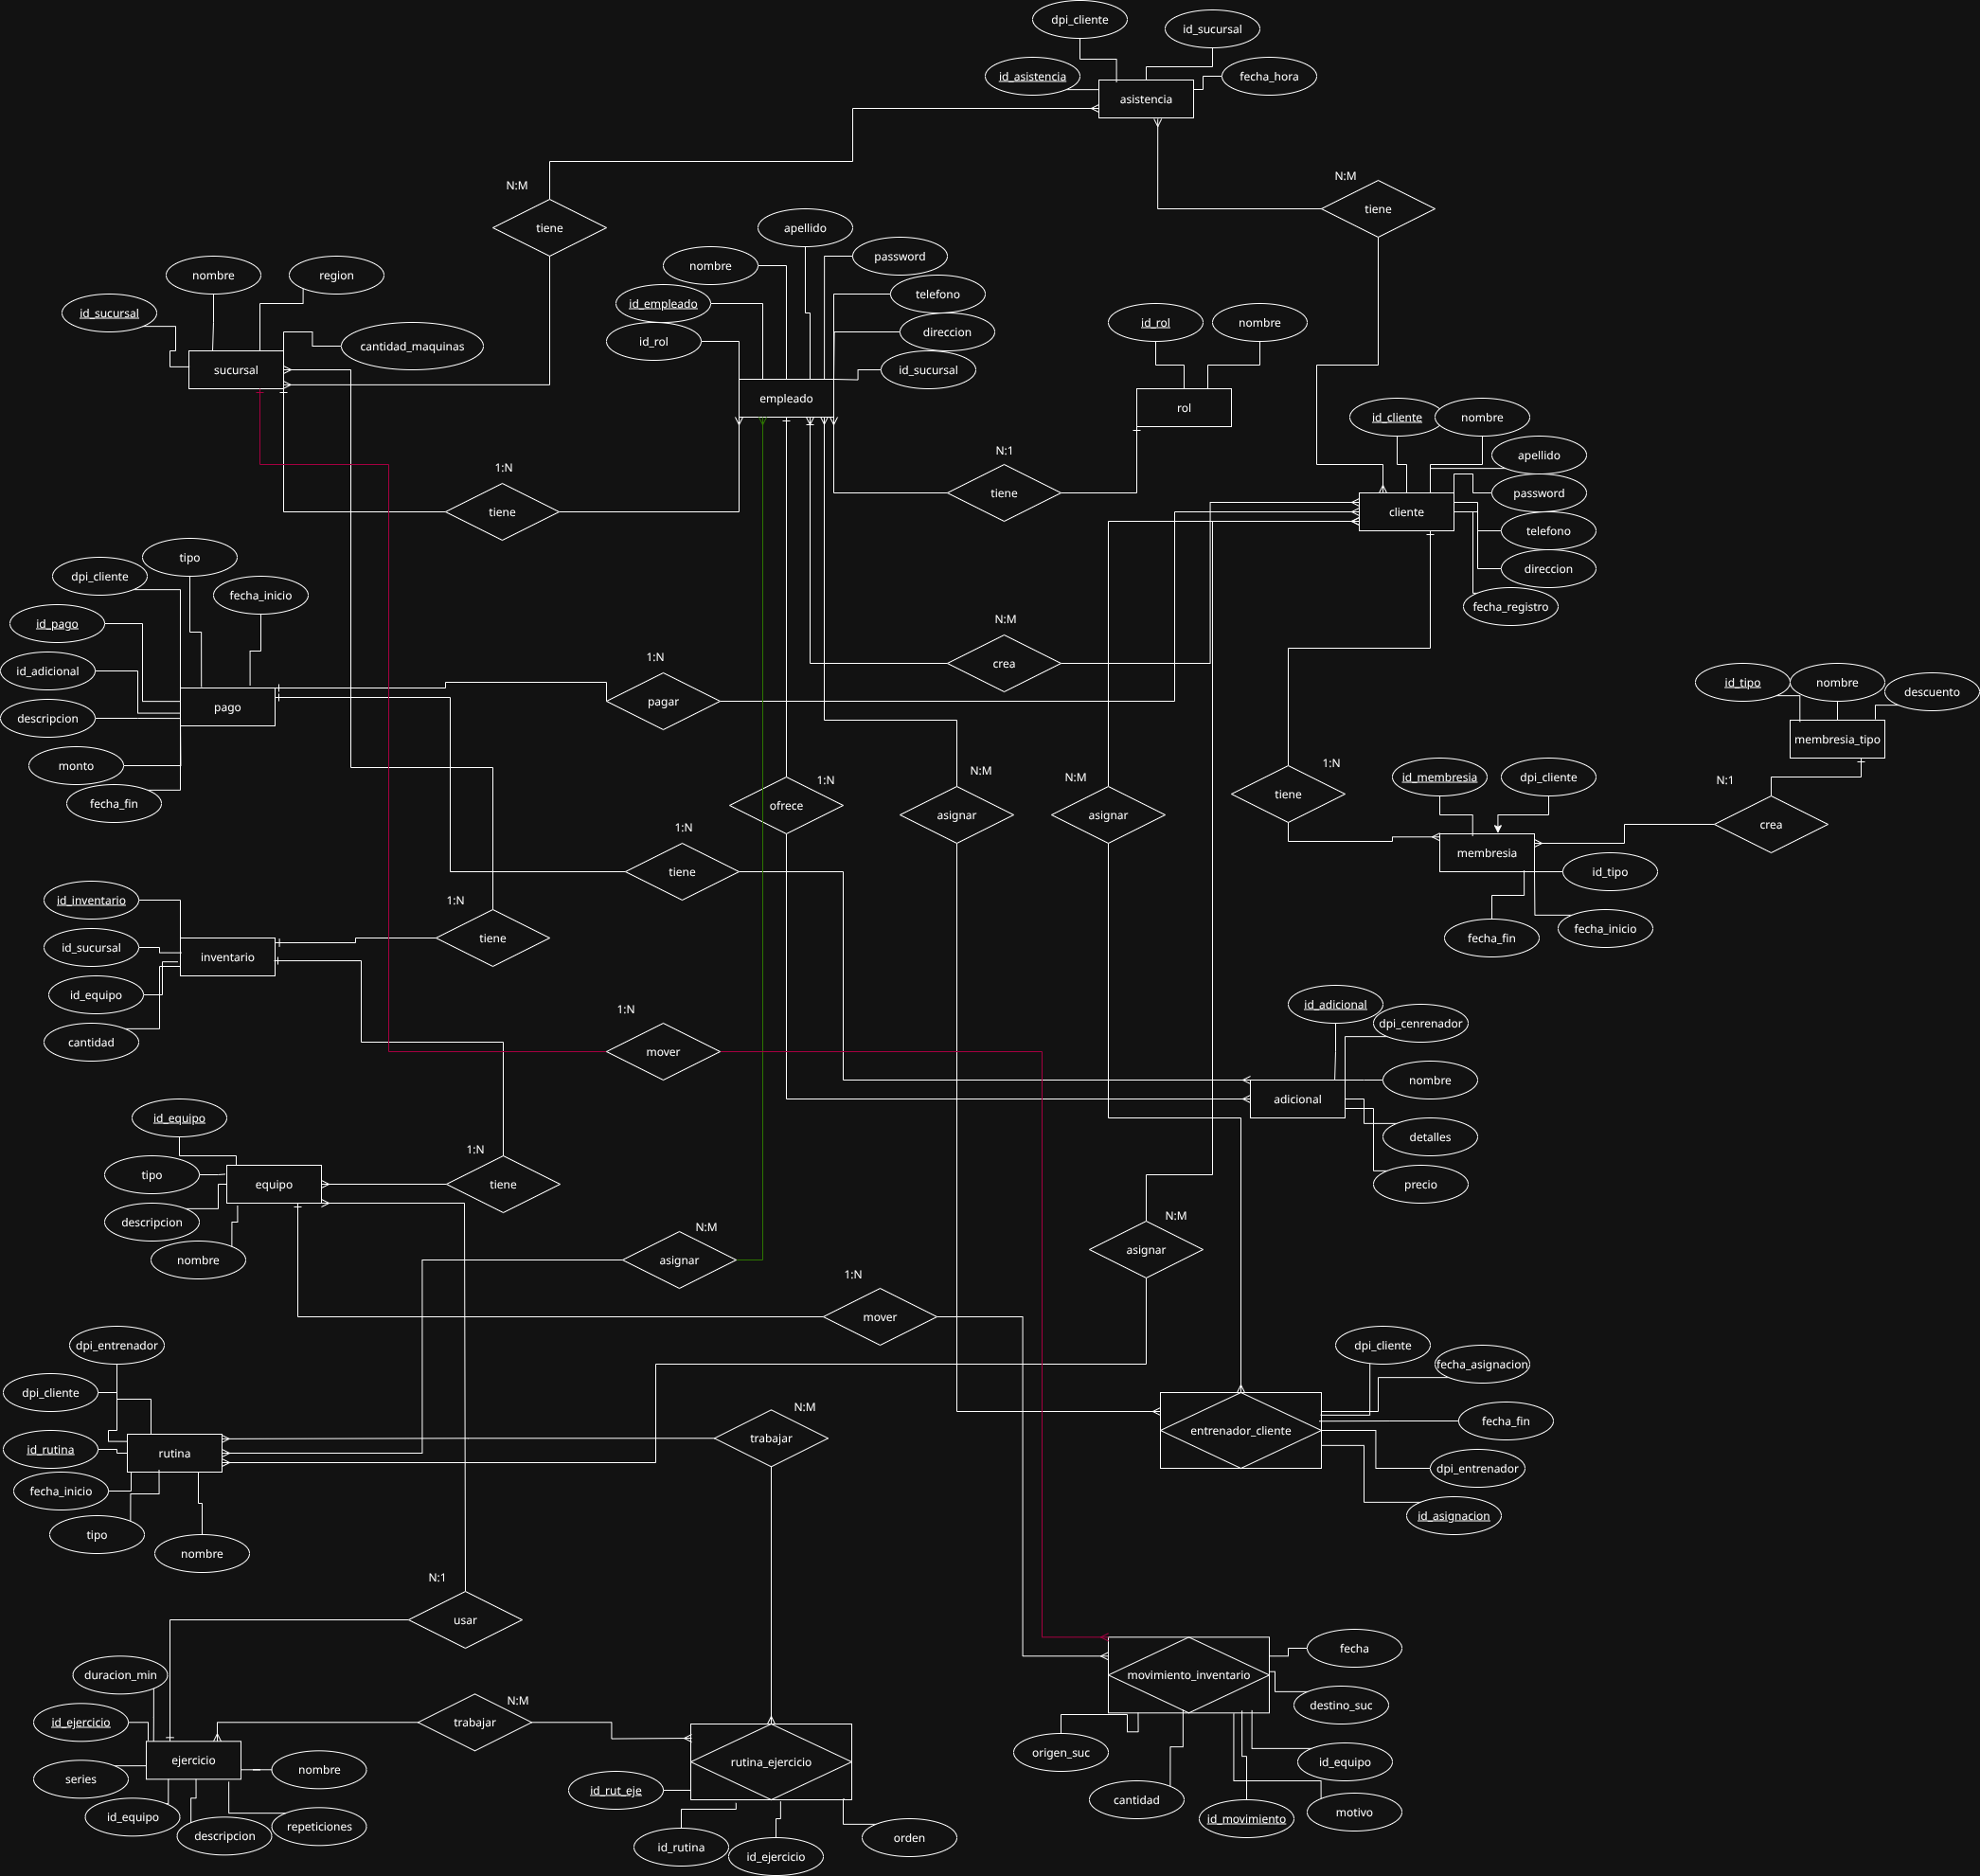 dpi_cliente
id_sucursal
id_asistencia
fecha_hora
asistencia
N:M
tiene
N:M
tiene
nombre
region
id_sucursal
cantidad_maquinas
sucursal
apellido
nombre
password
id_empleado
telefono
id_rol
direccion
id_sucursal
empleado
id_rol
nombre
rol
N:1
tiene
1:N
tiene
id_cliente
nombre
apellido
password
cliente
telefono
direccion
fecha_registro
tipo
dpi_cliente
fecha_inicio
id_pago
id_adicional
descripcion
pago
monto
fecha_fin
1:N
pagar
N:M
crea
id_tipo
nombre
descuento
membresia_tipo
N:1
crea
1:N
tiene
id_membresia
dpi_cliente
membresia
id_tipo
fecha_fin
fecha_inicio
1:N
ofrece
N:M
asignar
N:M
asignar
1:N
tiene
1:N
tiene
id_inventario
id_sucursal
inventario
id_equipo
cantidad
1:N
mover
id_adicional
dpi_cenrenador
nombre
adicional
detalles
precio
id_equipo
tipo
equipo
descripcion
nombre
1:N
tiene
N:M
asignar
N:M
asignar
1:N
mover
dpi_entrenador
dpi_cliente
id_rutina
rutina
fecha_inicio
tipo
nombre
N:M
trabajar
dpi_cliente
fecha_asignacion
fecha_fin
entrenador_cliente
dpi_entrenador
id_asignacion
N:1
usar
duracion_min
id_ejercicio
ejercicio
nombre
series
id_equipo
descripcion
repeticiones
N:M
trabajar
rutina_ejercicio
id_rut_eje
id_rutina
id_ejercicio
orden
fecha
movimiento_inventario
destino_suc
origen_suc
id_equipo
cantidad
id_movimiento
motivo